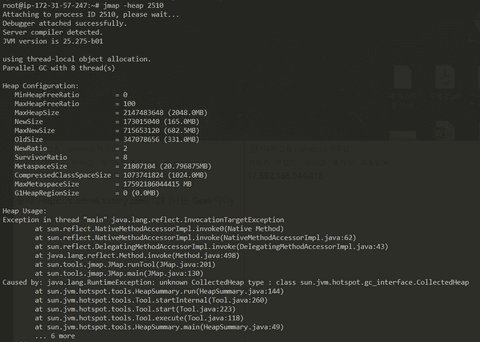 root@ip-172-31-57-247:~# jmap -heap 2510
Attaching to process ID 2510, please wait...
Debugger attached successfully.
Server compiler detected.
JVM version is 25.275-b01

using thread-local object allocation.
Parallel GC with 8 thread(s)

Heap Configuration:
   MinHeapFreeRatio         = 0
   MaxHeapFreeRatio         = 100
   MaxHeapSize              = 2147483648 (2048.0MB)
   NewSize                  = 173015040 (165.0MB)
   MaxNewSize               = 715653120 (682.5MB)
   OldSize                  = 347078656 (331.0MB)
   NewRatio                 = 2
   SurvivorRatio            = 8
   MetaspaceSize            = 21807104 (20.796875MB)
   CompressedClassSpaceSize = 1073741824 (1024.0MB)
   MaxMetaspaceSize         = 17592186044415 MB
   G1HeapRegionSize         = 0 (0.0MB)

Heap Usage:
Exception in thread "main" java.lang.reflect.InvocationTargetException
        at sun.reflect.NativeMethodAccessorImpl.invoke0(Native Method)
        at sun.reflect.NativeMethodAccessorImpl.invoke(NativeMethodAccessorImpl.java:62)
        at sun.reflect.DelegatingMethodAccessorImpl.invoke(DelegatingMethodAccessorImpl.java:43)
        at java.lang.reflect.Method.invoke(Method.java:498)
        at sun.tools.jmap.JMap.runTool(JMap.java:201)
        at sun.tools.jmap.JMap.main(JMap.java:130)
Caused by: java.lang.RuntimeException: unknown CollectedHeap type : class sun.jvm.hotspot.gc_interface.CollectedHeap
        at sun.jvm.hotspot.tools.HeapSummary.run(HeapSummary.java:144)
        at sun.jvm.hotspot.tools.Tool.startInternal(Tool.java:260)
        at sun.jvm.hotspot.tools.Tool.start(Tool.java:223)
        at sun.jvm.hotspot.tools.Tool.execute(Tool.java:118)
        at sun.jvm.hotspot.tools.HeapSummary.main(HeapSummary.java:49)
        ... 6 more